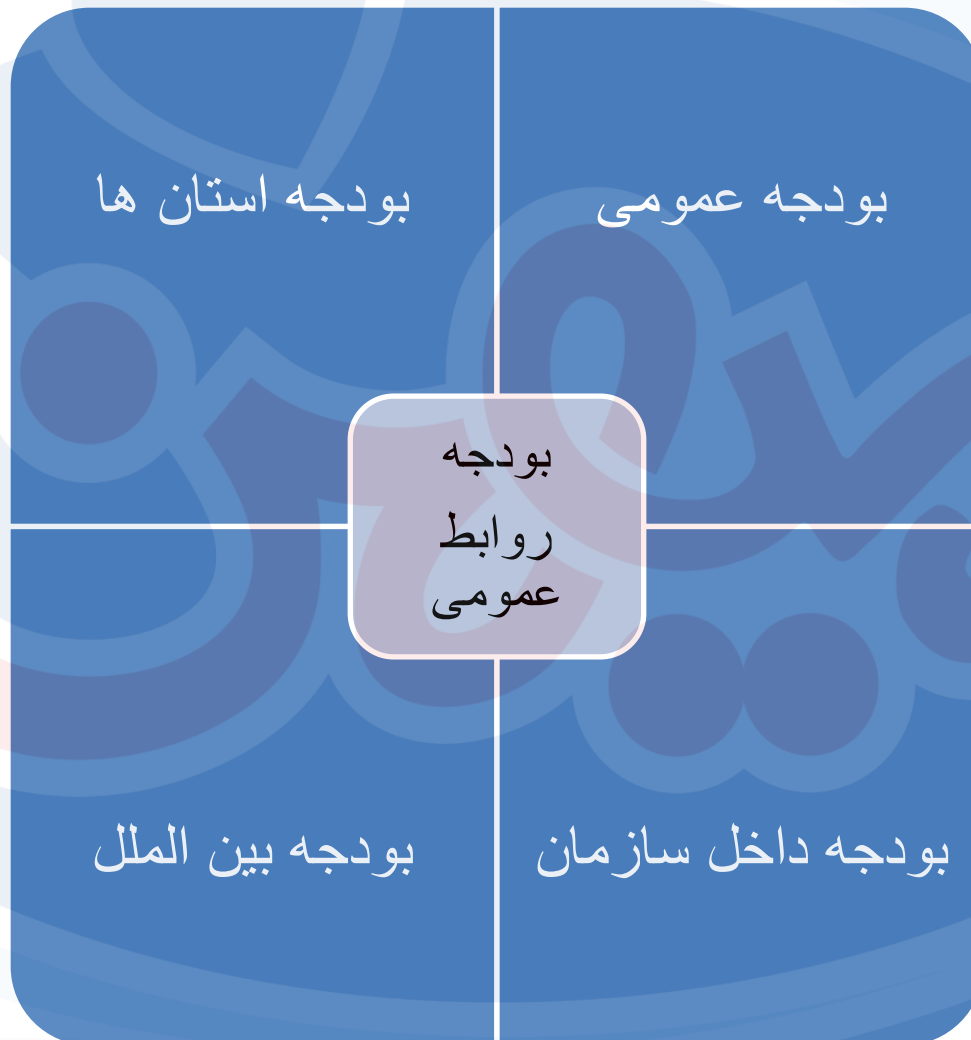 بودجه عمومی
بودجه استان ها
بودجه
روابط
عمومی
بودجه داخل سازمان
بودجه بین الملل